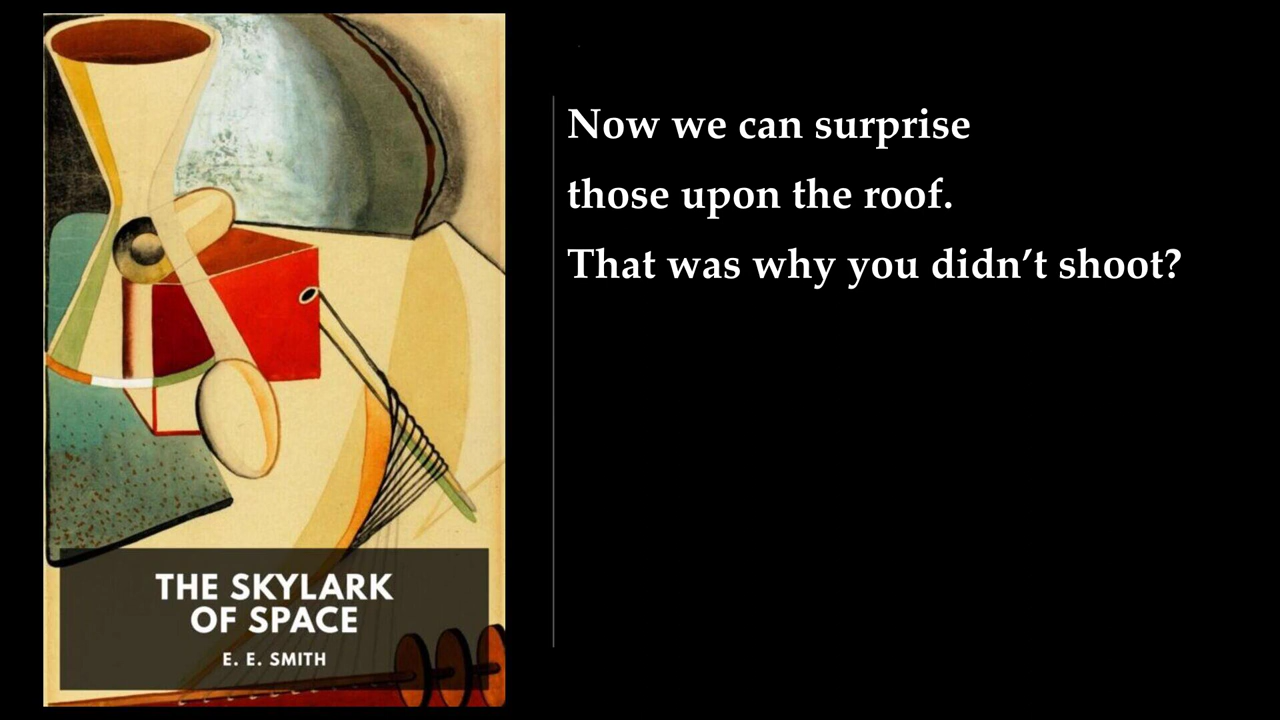 Now we can surprise
those upon the roof.
That was why you didn’t shoot?
THE SKYLARK
OF SPACE
E. E. SMITH